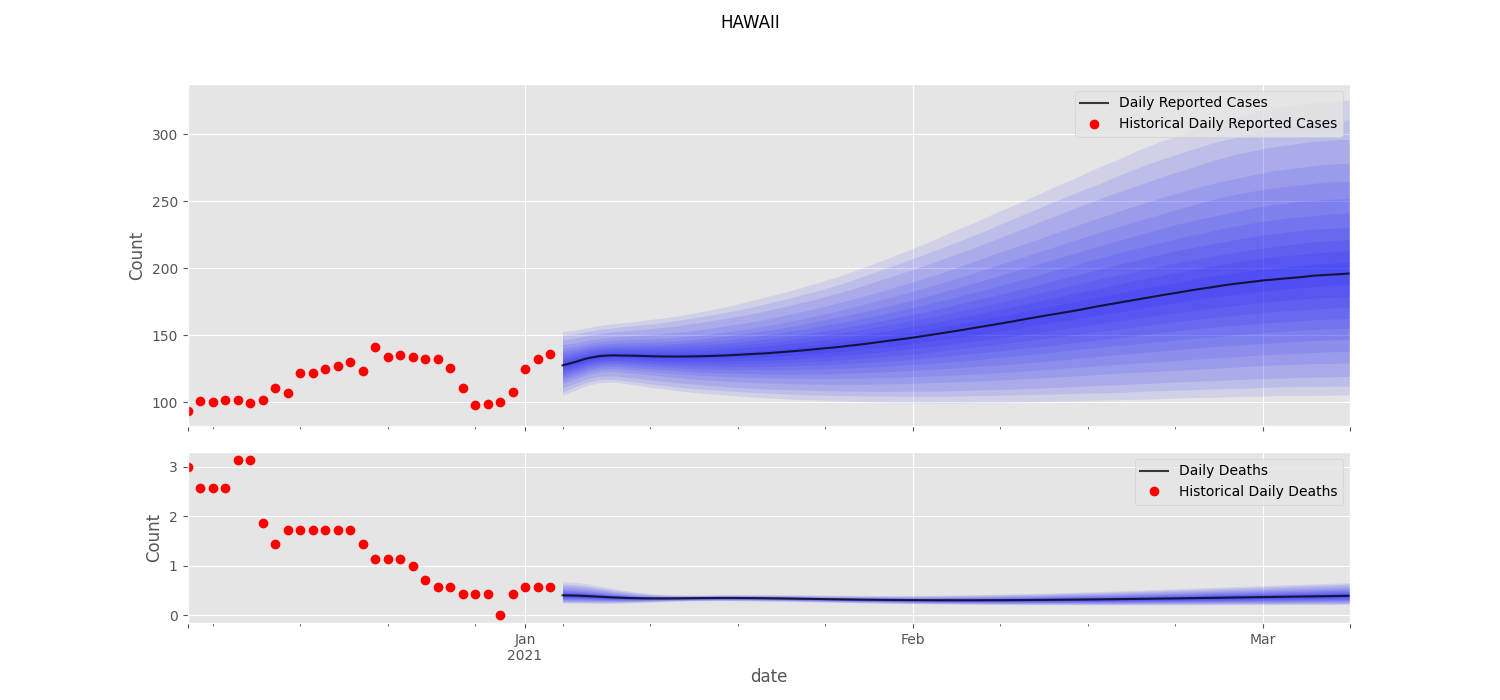 HAWAII
Daily Reported Cases
Historical Daily Reported Cases
300
250
200
150
100
Count
Daily Deaths
Historical Daily Deaths
3
2
1
0
Count
Jan
2021
Feb
Mar
date